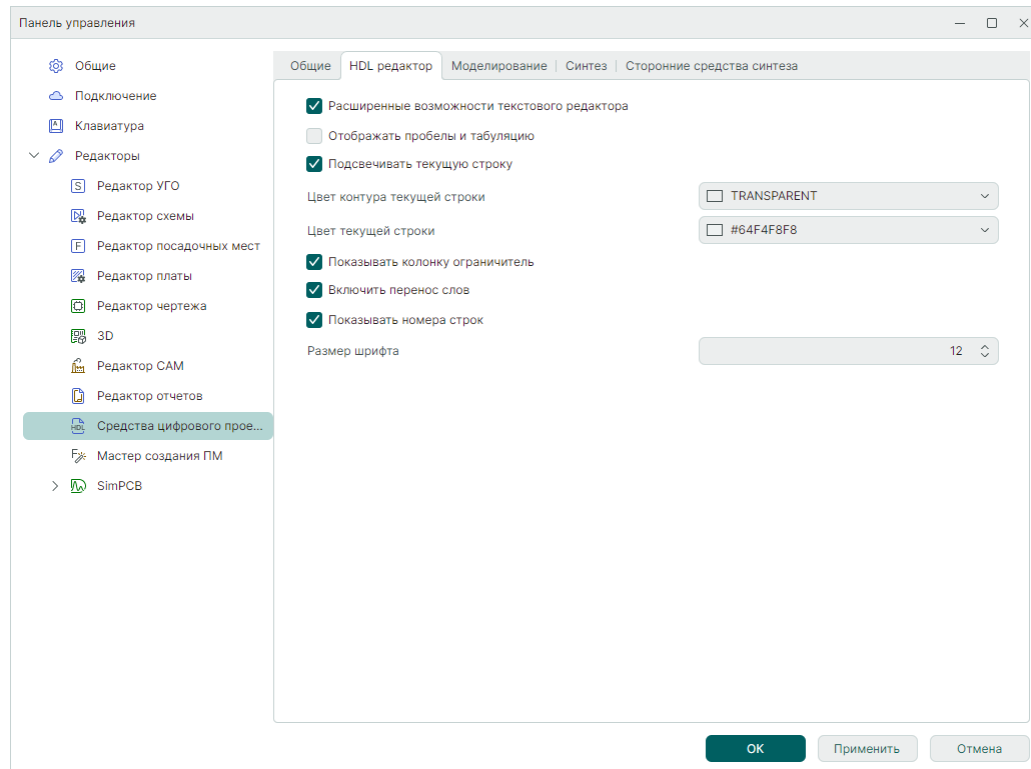 Панель управления
Общие
Подключение
Клавиатура
Редакторы
S Редактор УГО
Редактор схемы
F Редактор посадочных мест
Редактор платы
Редактор чертежа
3D
Редактор CAM
Редактор отчетов
HDL Средства цифрового прое...
Мастер создания ПМ
SimPCB
Общие HDL редактор Моделирование Синтез Сторонние средства синтеза
Расширенные возможности текстового редактора
Отображать пробелы и табуляцию
Подсвечивать текущую строку
Цвет контура текущей строки TRANSPARENT
Цвет текущей строки #64F4F8F8
Показывать колонку ограничитель
Включить перенос слов
Показывать номера строк
Размер шрифта 12
OK Применить Отмена